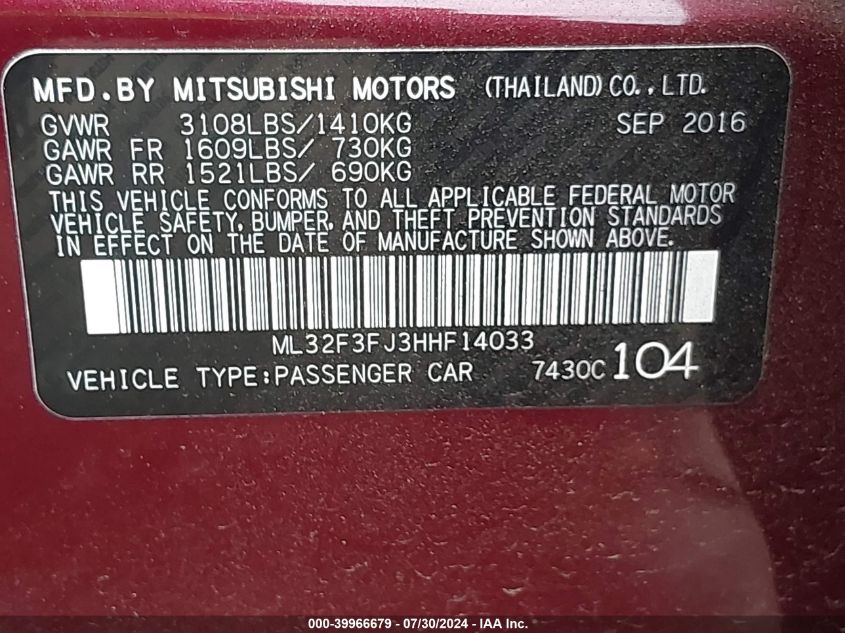 MFD.BY MITSUBISHI MOTORS (THAILAND) CO.,LTD.
GVWR 3108LBS/1410KG SEP 2016
GAWR FR 1609LBS/ 730KG
GAWR RR 1521LBS/ 690KG
THIS VEHICLE CONFORMS TO ALL APPLICABLE FEDERAL MOTOR
VEHICLE SAFETY, BUMPER, AND THEFT PREVENTION STANDARDS
IN EFFECT ON THE DATE OF MANUFACTURE SHOWN ABOVE.
ML32F3FJ3HHF14033
VEHICLE TYPE:PASSENGER CAR 7430C 104
000-39966679 / 07/30/2024 - IAA Inc.